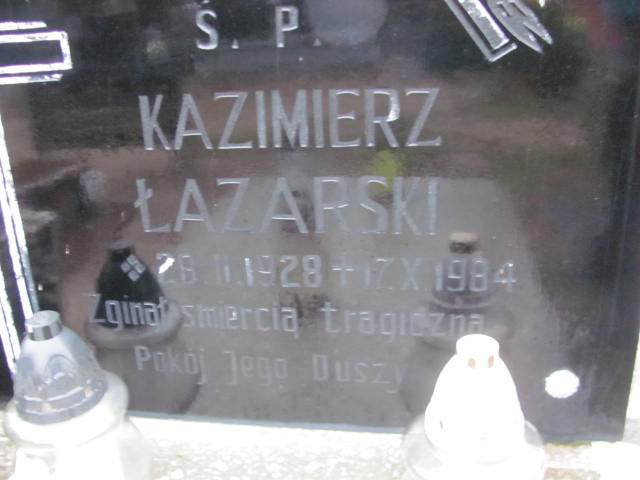 Ś. P.
KAZIMIERZ
ŁAZARSKI
28.II.1928 + 17.X.1984
Zginął śmiercią tragiczną
Pokój Jego Duszy